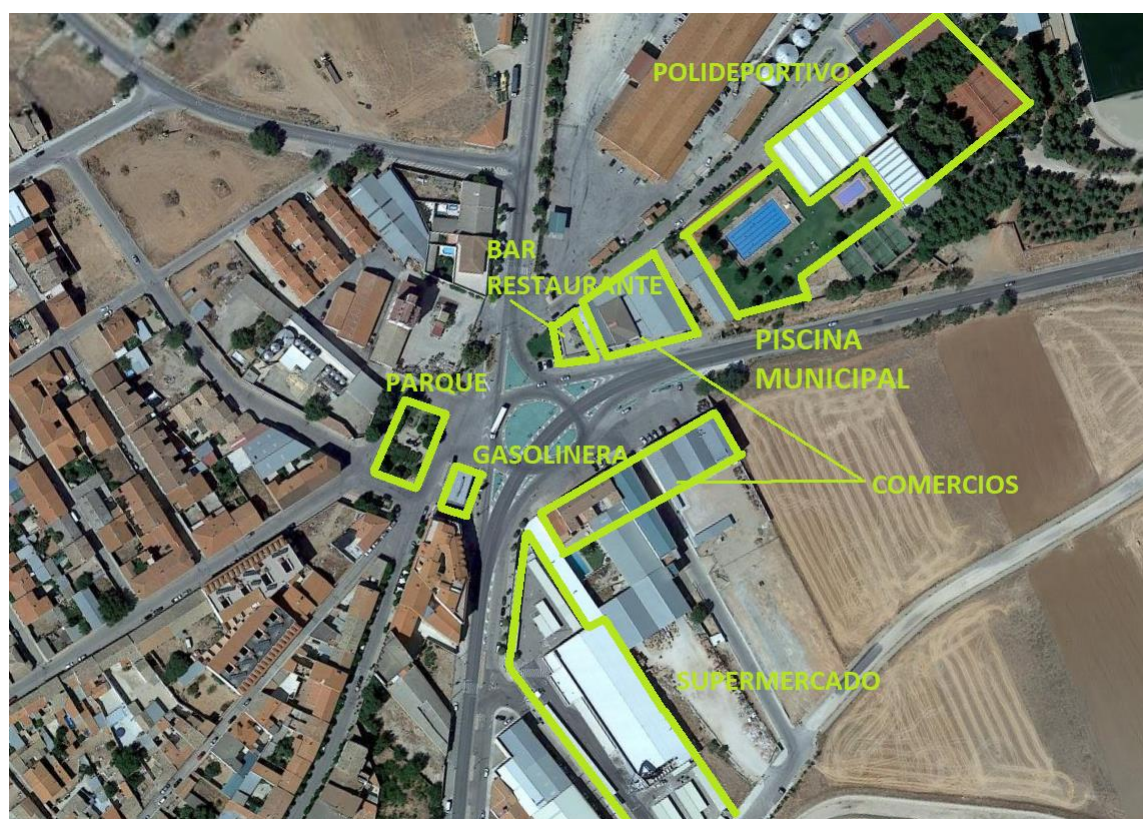 POLIDEPORTIVO
BAR
RESTAURANTE
PISCINA
MUNICIPAL
PARQUE
GASOLINERA
COMERCIOS
SUPERMERCADO